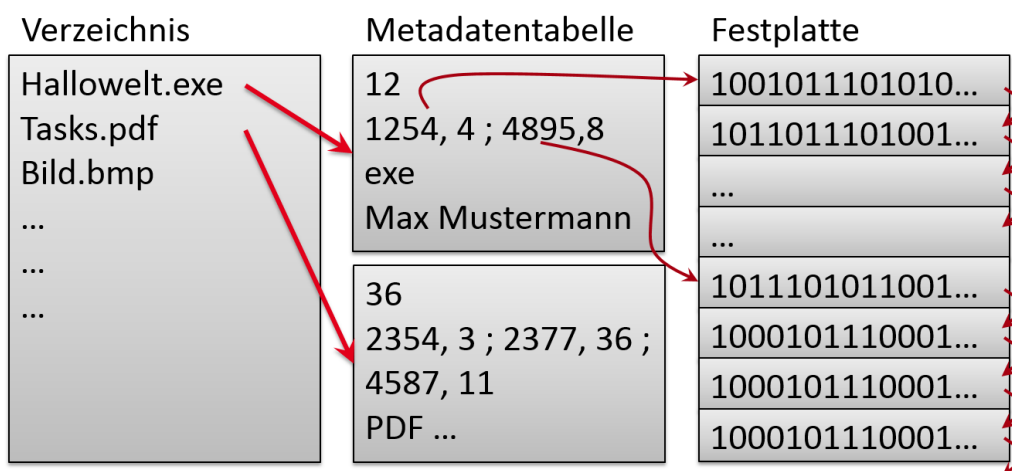 Verzeichnis
Hallowelt.exe
Tasks.pdf
Bild.bmp
...
...
...
Metadatentabelle
12
1254, 4 ; 4895,8
exe
Max Mustermann
36
2354, 3 ; 2377, 36 ;
4587, 11
PDF ...
Festplatte
1001011101010...
1011011101001...
...
...
1011101011001...
1000101110001...
1000101110001...
1000101110001...